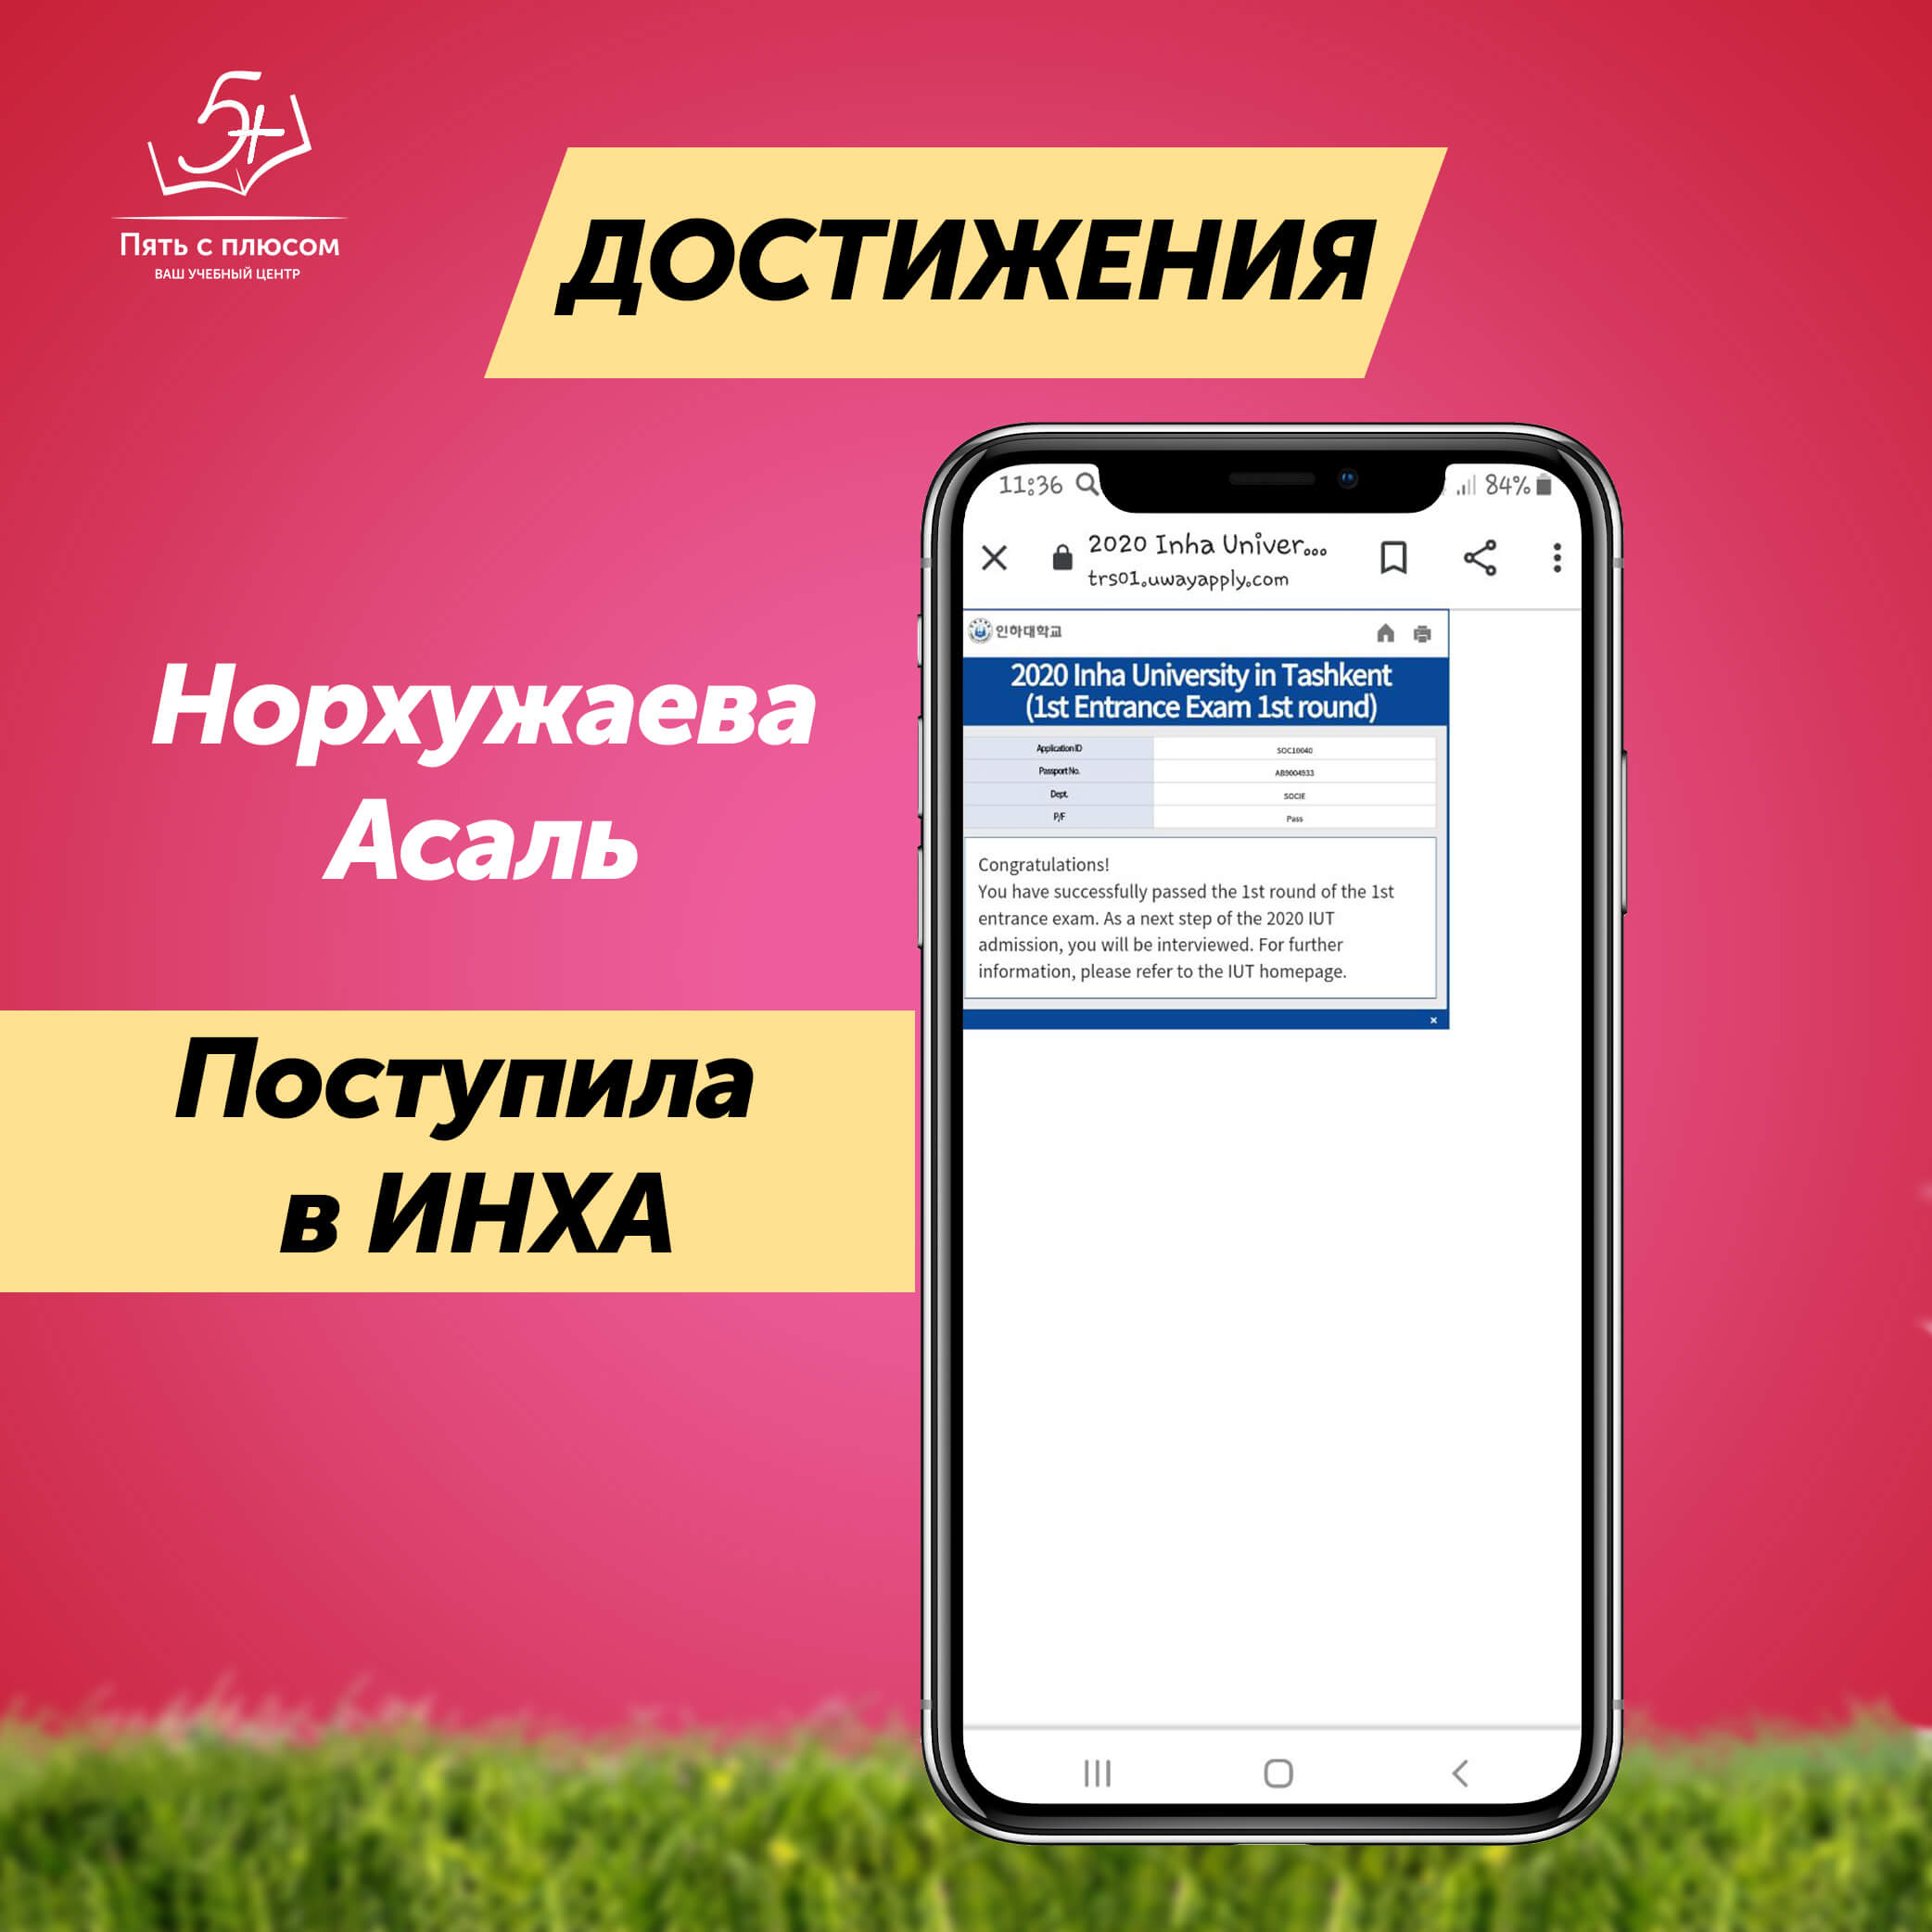 5+
Пять с плюсом
ВАШ УЧЕБНЫЙ ЦЕНТР
ДОСТИЖЕНИЯ
Норхужаева
Асаль
Поступила
в ИНХА
11:36 84%
2020 Inha Univer...
trs01.uwayapply.com
인하대학교
2020 Inha University in Tashkent
(1st Entrance Exam 1st round)
Application ID SOC10040
Passport No. AB9004933
Dept. SOCIE
P/F Pass
Congratulations!
You have successfully passed the 1st round of the 1st
entrance exam. As a next step of the 2020 IUT
admission, you will be interviewed. For further
information, please refer to the IUT homepage.